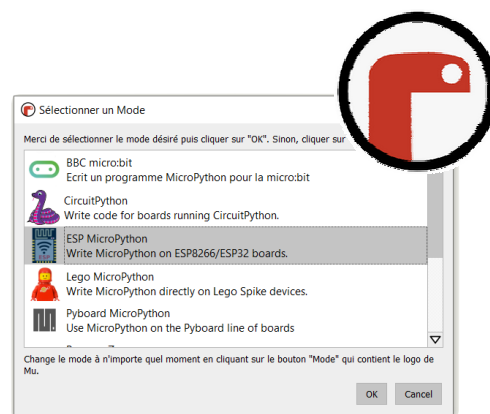 Sélectionner un Mode
Merci de sélectionner le mode désiré puis cliquer sur "OK". Sinon, cliquer sur
BBC micro:bit
Ecrit un programme MicroPython pour la micro:bit
CircuitPython
Write code for boards running CircuitPython.
ESP MicroPython
Write MicroPython on ESP8266/ESP32 boards.
Lego MicroPython
Write MicroPython directly on Lego Spike devices.
Pyboard MicroPython
Use MicroPython on the Pyboard line of boards
Change le mode à n'importe quel moment en cliquant sur le bouton "Mode" qui contient le logo de
Mu.
OK Cancel